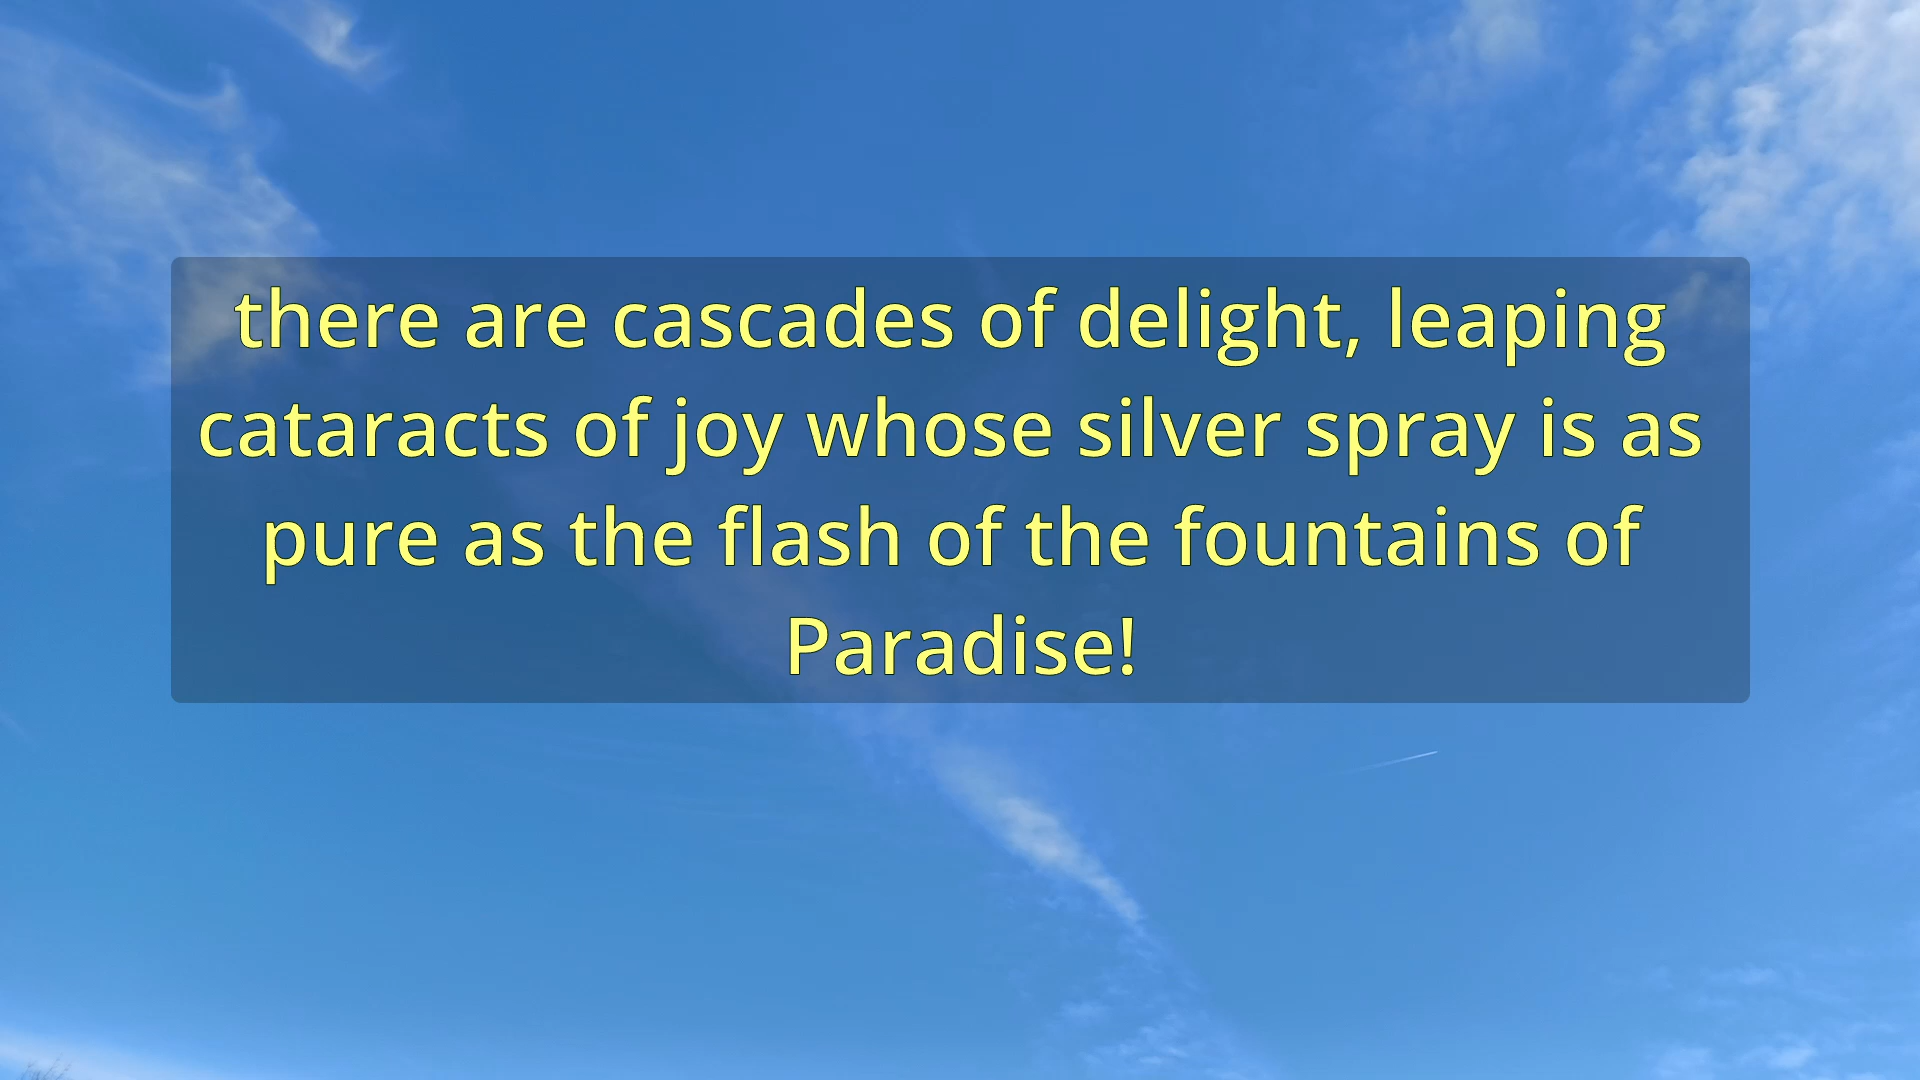 there are cascades of delight, leaping
cataracts of joy whose silver spray is as
pure as the flash of the fountains of
Paradise!